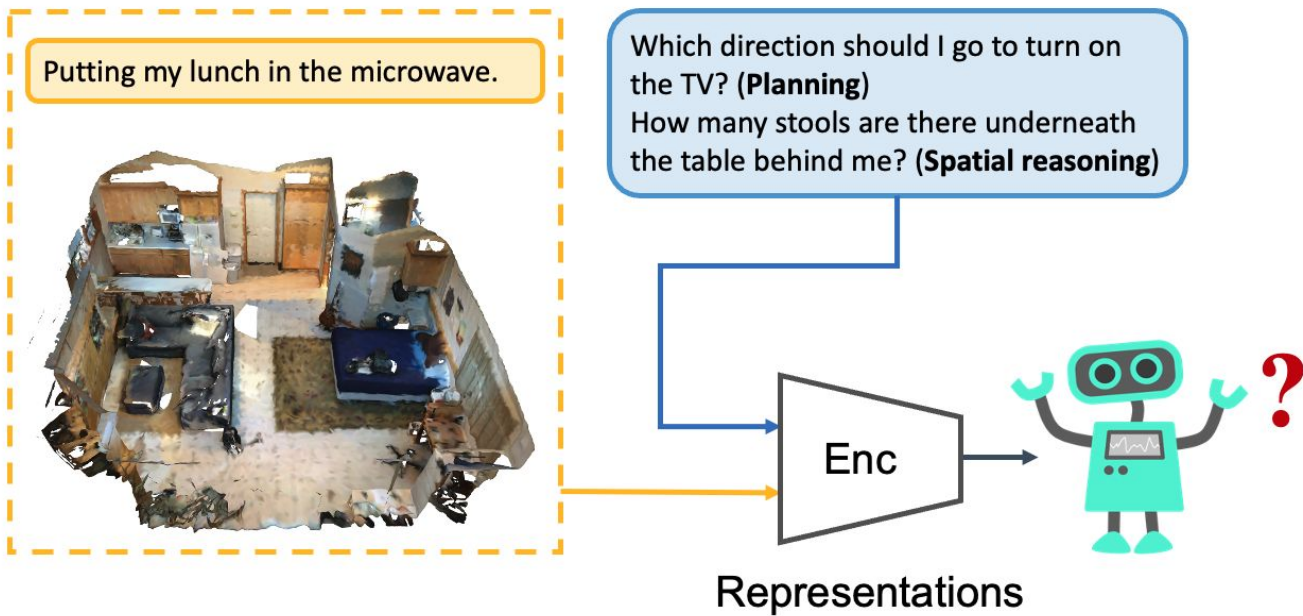 Putting my lunch in the microwave.
Which direction should I go to turn on
the TV? (Planning)
How many stools are there underneath
the table behind me? (Spatial reasoning)
Enc
?
Representations